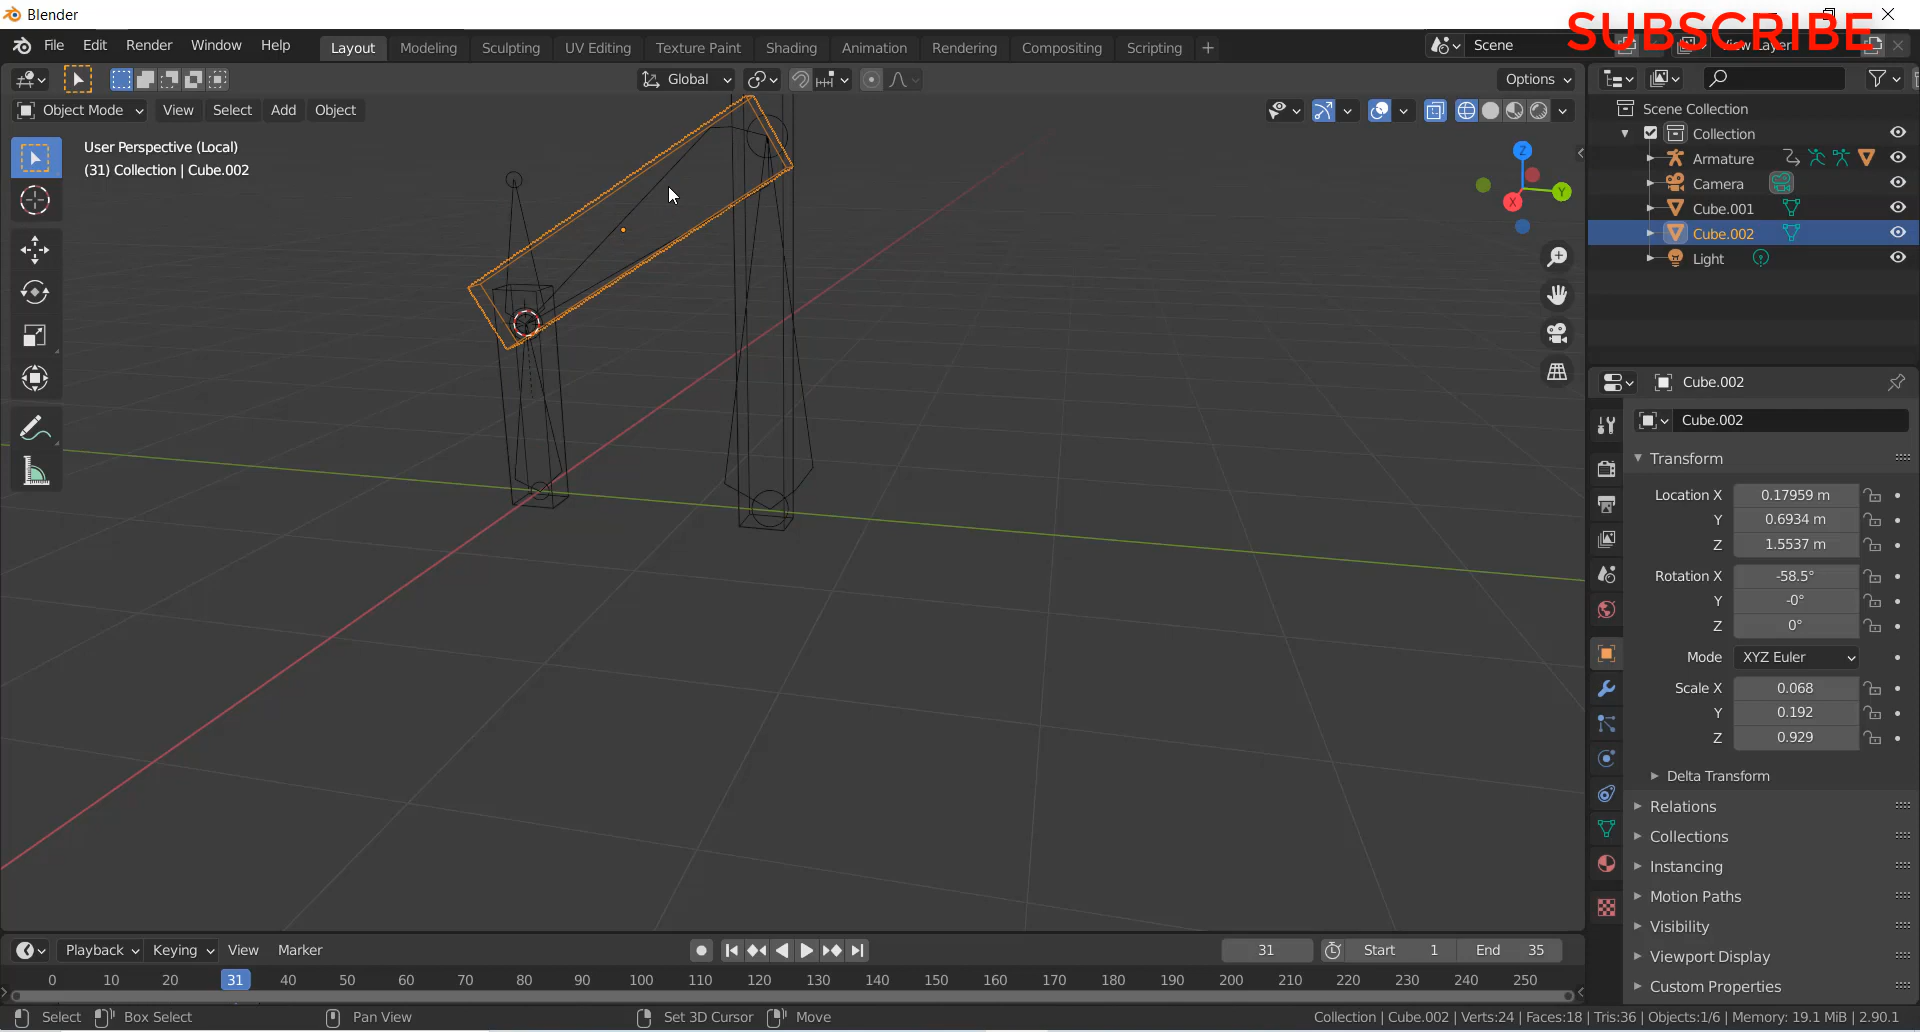 Blender
SUBSCRIBE
File Edit Render Window Help Layout Modeling Sculpting UV Editing Texture Paint Shading Animation Rendering Compositing Scripting + Scene View Layer
Global Options
Object Mode View Select Add Object
User Perspective (Local)
(31) Collection | Cube.002
Z
Y
X
Scene Collection
Collection
Armature
Camera
Cube.001
Cube.002
Light
Cube.002
Cube.002
Transform
Location X 0.17959 m
Y 0.6934 m
Z 1.5537 m
Rotation X -58.5°
Y -0°
Z 0°
Mode XYZ Euler
Scale X 0.068
Y 0.192
Z 0.929
Delta Transform
Relations
Collections
Instancing
Motion Paths
Visibility
Viewport Display
Custom Properties
Playback Keying View Marker 31 Start 1 End 35
0 10 20 31 40 50 60 70 80 90 100 110 120 130 140 150 160 170 180 190 200 210 220 230 240 250
Select Box Select Pan View Set 3D Cursor Move Collection | Cube.002 | Verts:24 | Faces:18 | Tris:36 | Objects:1/6 | Memory: 19.1 MiB | 2.90.1